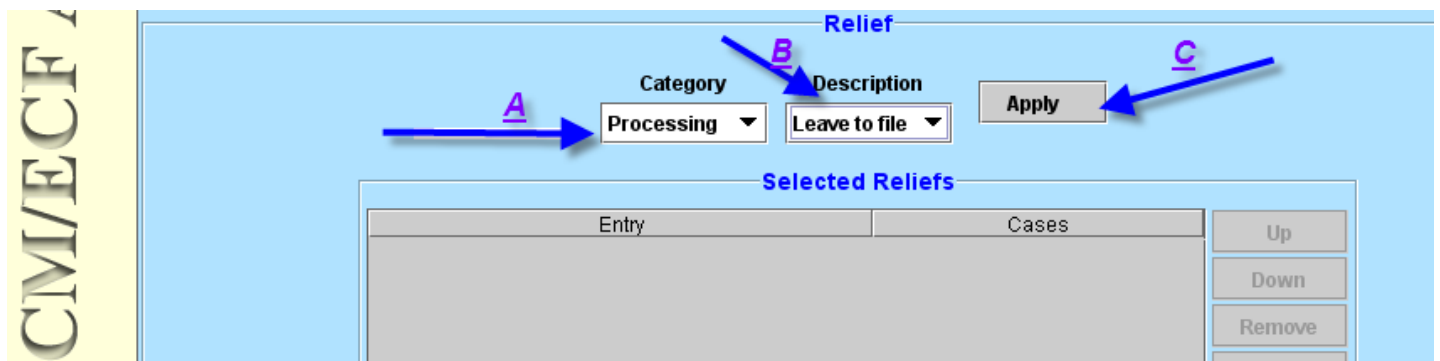 CM/ECF
Relief
B
C
Category Description
A
Apply
Processing Leave to file
Selected Reliefs
Entry Cases
Up
Down
Remove